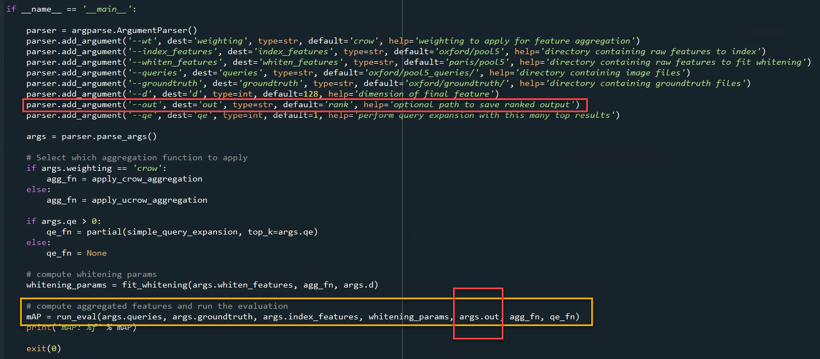 if __name__ == '__main__':
parser = argparse.ArgumentParser()
parser.add_argument('--wt', dest='weighting', type=str, default='crow', help='weighting to apply for feature aggregation')
parser.add_argument('--index_features', dest='index_features', type=str, default='oxford/pool5', help='directory containing raw features to index')
parser.add_argument('--whiten_features', dest='whiten_features', type=str, default='paris/pool5', help='directory containing raw features to fit whitening')
parser.add_argument('--queries', dest='queries', type=str, default='oxford/pool5_queries/', help='directory containing image files')
parser.add_argument('--groundtruth', dest='groundtruth', type=str, default='oxford/groundtruth/', help='directory containing groundtruth files')
parser.add_argument('--d', dest='d', type=int, default=128, help='dimension of final feature')
parser.add_argument('--out', dest='out', type=str, default='rank', help='optional path to save ranked output')
parser.add_argument('--qe', dest='qe', type=int, default=1, help='perform query expansion with this many top results')
args = parser.parse_args()
# Select which aggregation function to apply
if args.weighting == 'crow':
agg_fn = apply_crow_aggregation
else:
agg_fn = apply_ucrow_aggregation
if args.qe > 0:
qe_fn = partial(simple_query_expansion, top_k=args.qe)
else:
qe_fn = None
# compute whitening params
whitening_params = fit_whitening(args.whiten_features, agg_fn, args.d)
# compute aggregated features and run the evaluation
mAP = run_eval(args.queries, args.groundtruth, args.index_features, whitening_params, args.out, agg_fn, qe_fn)
print('mAP: %f' % mAP)
exit(0)